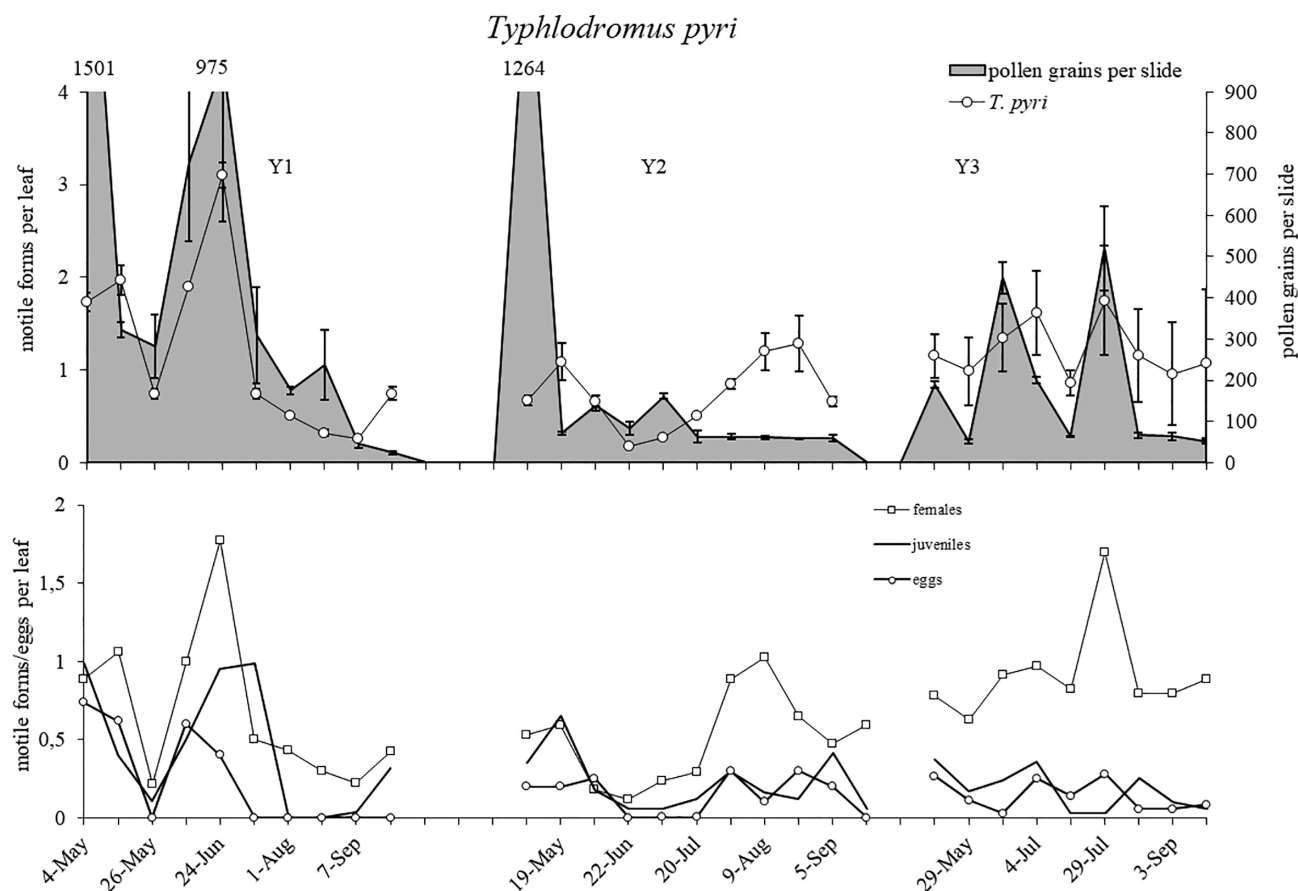 Typhlodromus pyri
1501
975
1264
pollen grains per slide
T. pyri
4
3
2
1
0
motile forms per leaf
Y1
Y2
Y3
900
800
700
600
500
400
300
200
100
0
pollen grains per slide
2
1,5
1
0,5
0
motile forms/eggs per leaf
females
juveniles
eggs
4-May
26-May
24-Jun
1-Aug
7-Sep
19-May
22-Jun
20-Jul
9-Aug
5-Sep
29-May
4-Jul
29-Jul
3-Sep